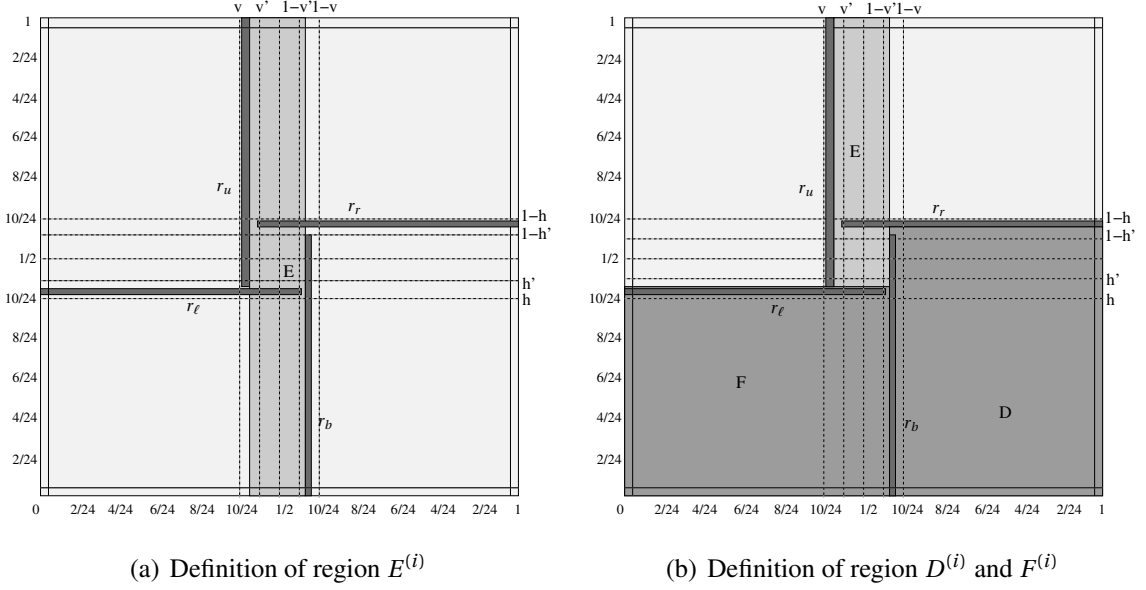 v v' 1−v' 1−v
1
2/24
4/24
6/24
8/24
10/24
1/2
10/24
8/24
6/24
4/24
2/24
0 2/24 4/24 6/24 8/24 10/24 1/2 10/24 8/24 6/24 4/24 2/24 1
1−h
1−h'
h'
h
r_u
r_r
E
r_ℓ
r_b
(a) Definition of region E^(i)
v v' 1−v' 1−v
1
2/24
4/24
6/24
8/24
10/24
1/2
10/24
8/24
6/24
4/24
2/24
0 2/24 4/24 6/24 8/24 10/24 1/2 10/24 8/24 6/24 4/24 2/24 1
1−h
1−h'
h'
h
E
r_u
r_r
r_ℓ
F
D
r_b
(b) Definition of region D^(i) and F^(i)